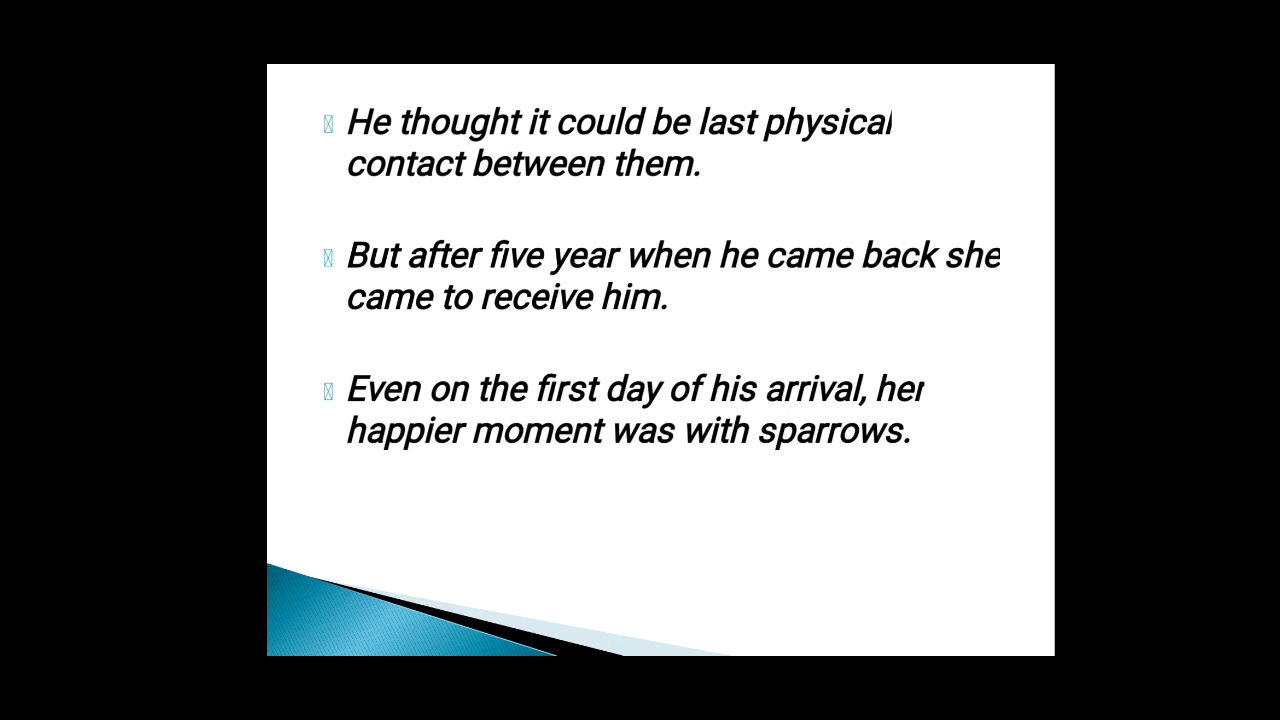 He thought it could be last physical
contact between them.
But after five year when he came back she
came to receive him.
Even on the first day of his arrival, her
happier moment was with sparrows.